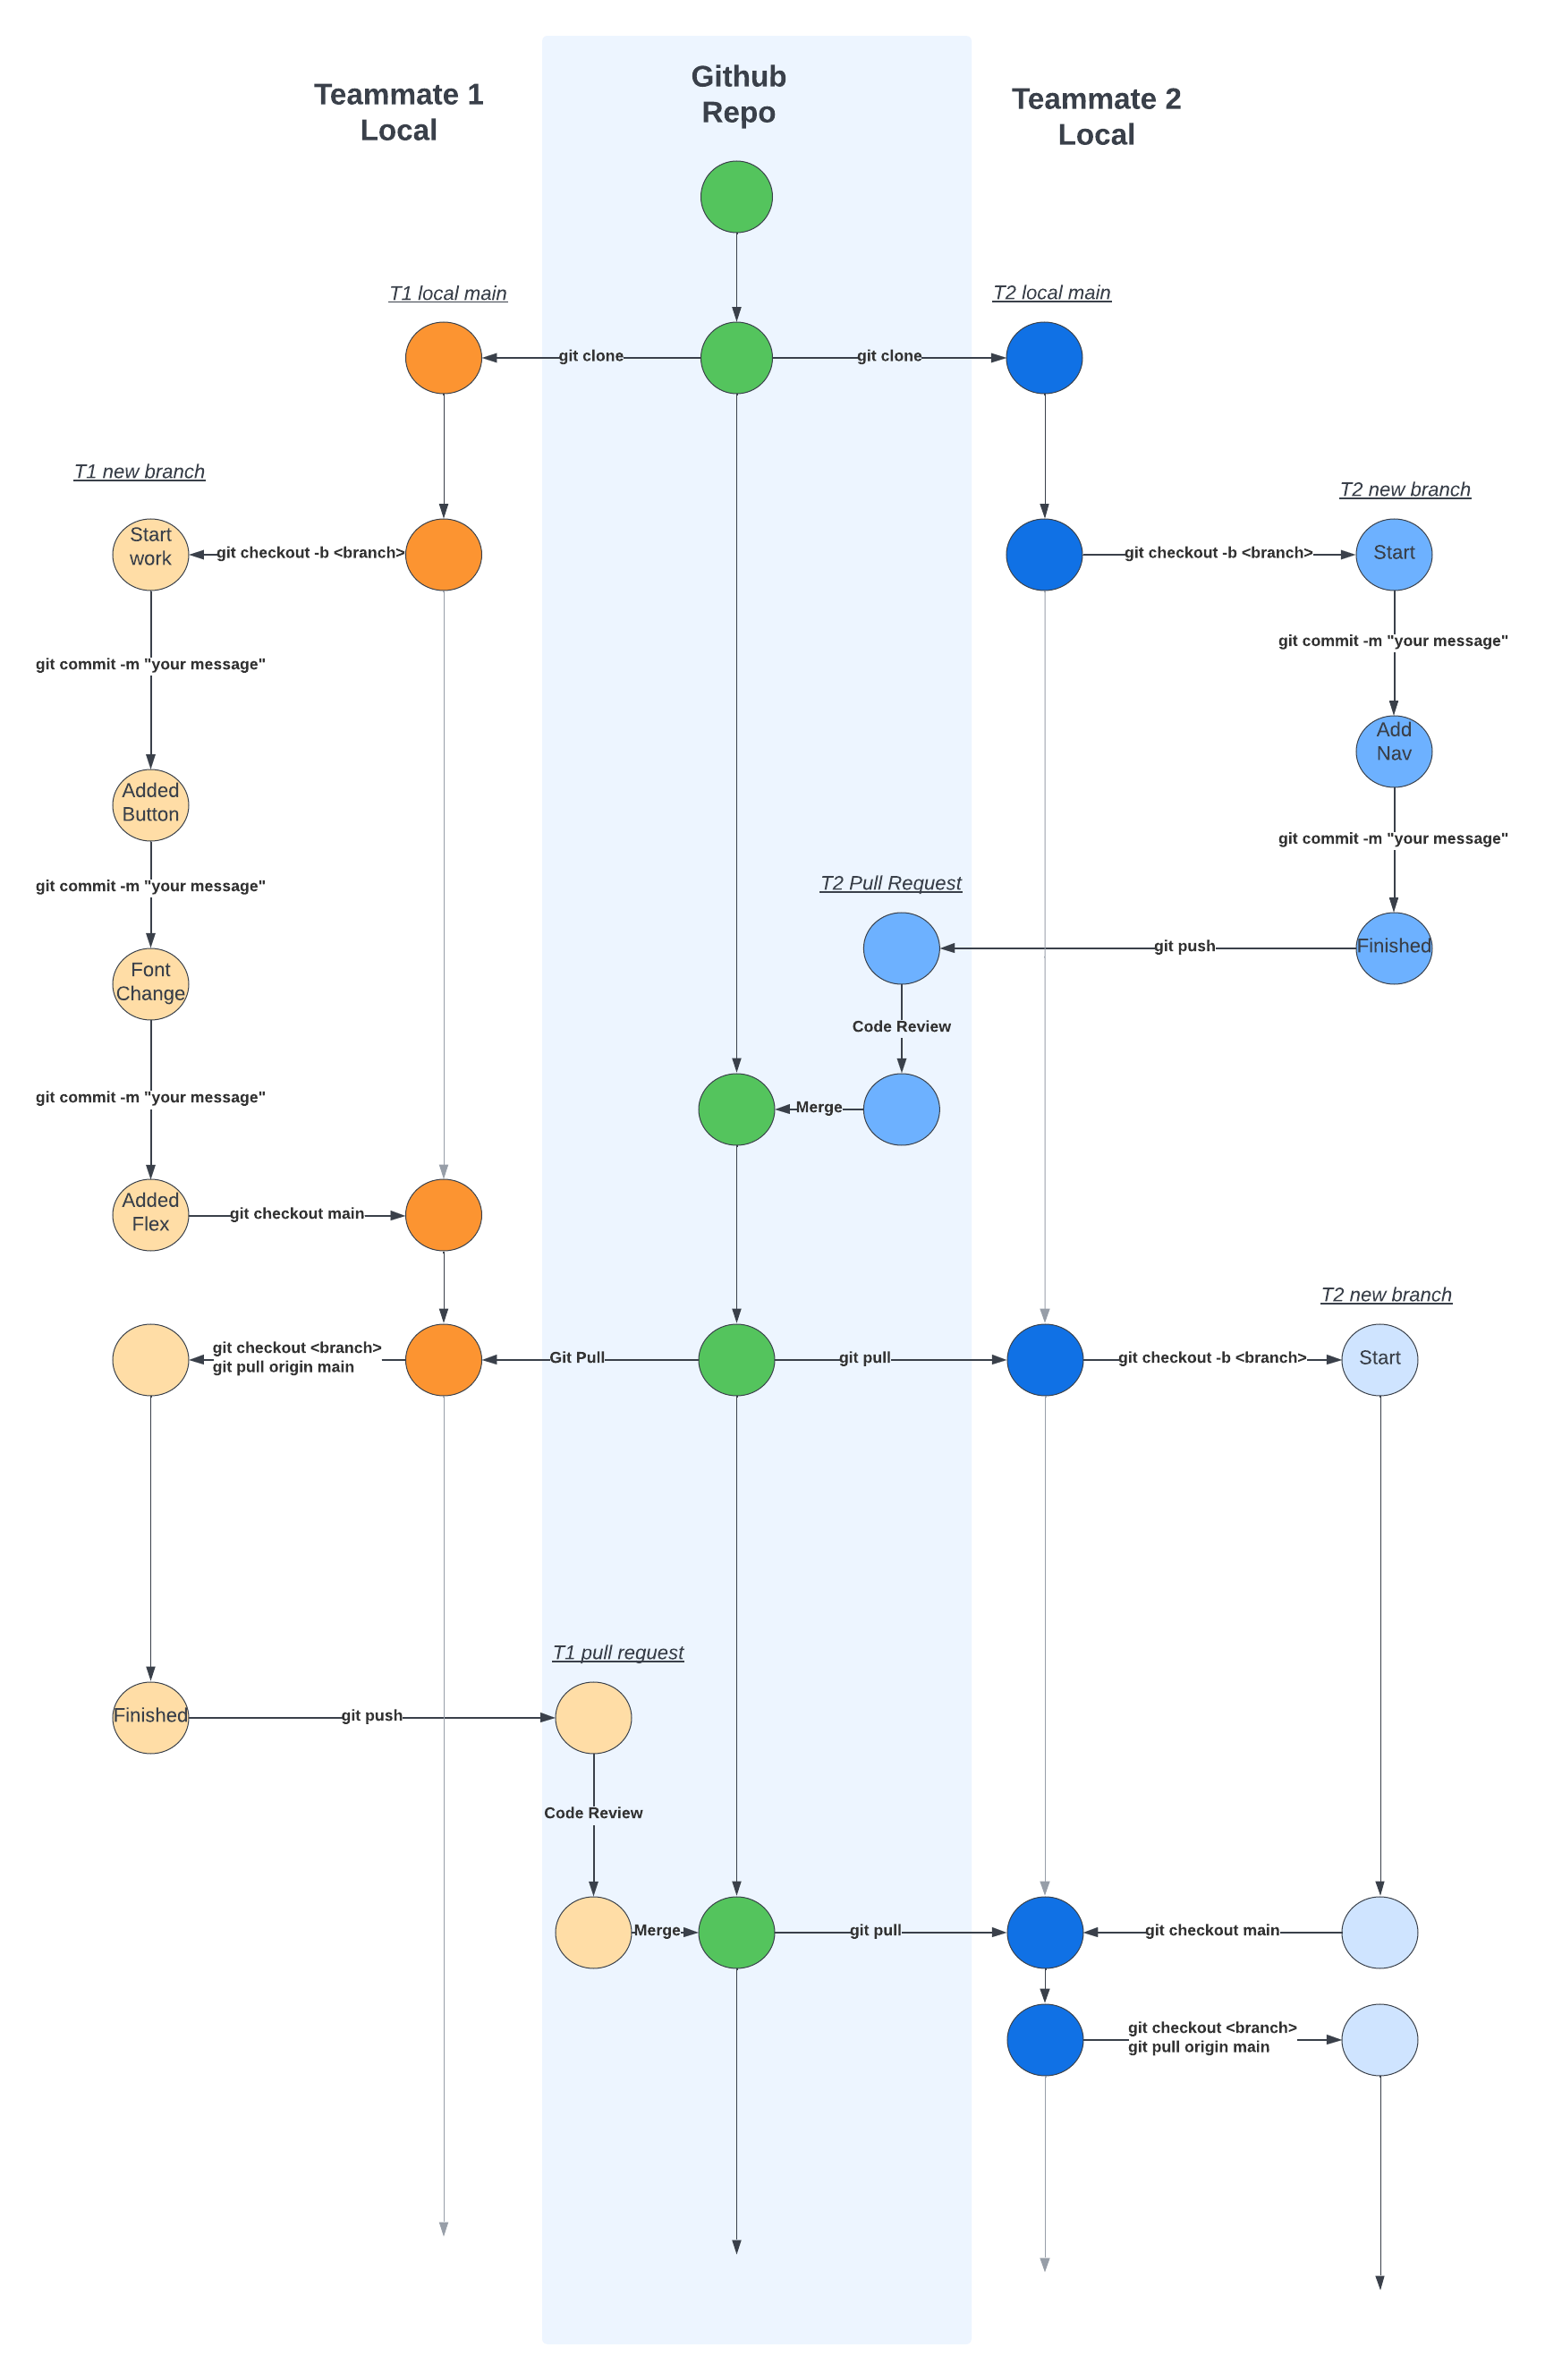 Github
Repo
Teammate 1
Local
Teammate 2
Local
T1 local main
T2 local main
git clone
git clone
T1 new branch
T2 new branch
Start
work
git checkout -b <branch>
git checkout -b <branch>
Start
git commit -m "your message"
git commit -m "your message"
Add
Nav
Added
Button
git commit -m "your message"
git commit -m "your message"
T2 Pull Request
Font
Change
git push
Finished
Code Review
git commit -m "your message"
Merge
Added
Flex
git checkout main
T2 new branch
git checkout <branch>
git pull origin main
Git Pull
git pull
git checkout -b <branch>
Start
T1 pull request
Finished
git push
Code Review
Merge
git pull
git checkout main
git checkout <branch>
git pull origin main